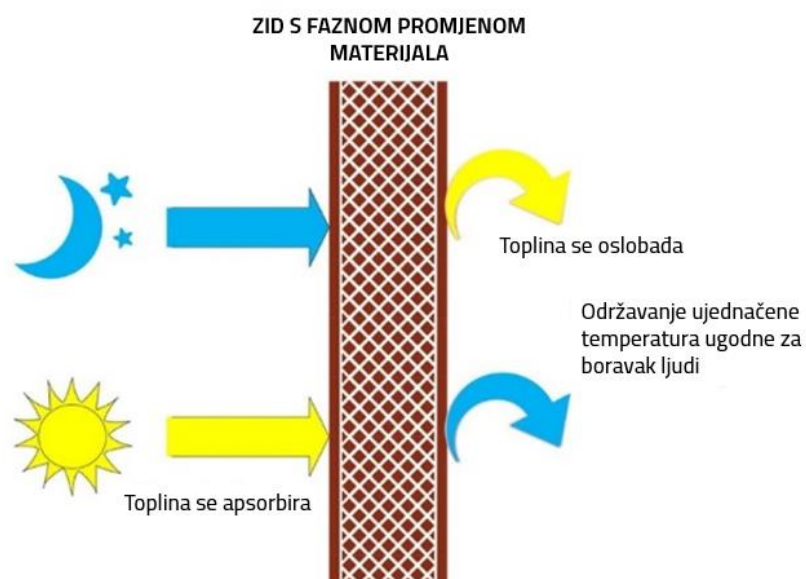 ZID S FAZNOM PROMJENOM
MATERIJALA
Toplina se oslobađa
Održavanje ujednačene
temperatura ugodne za
boravak ljudi
Toplina se apsorbira